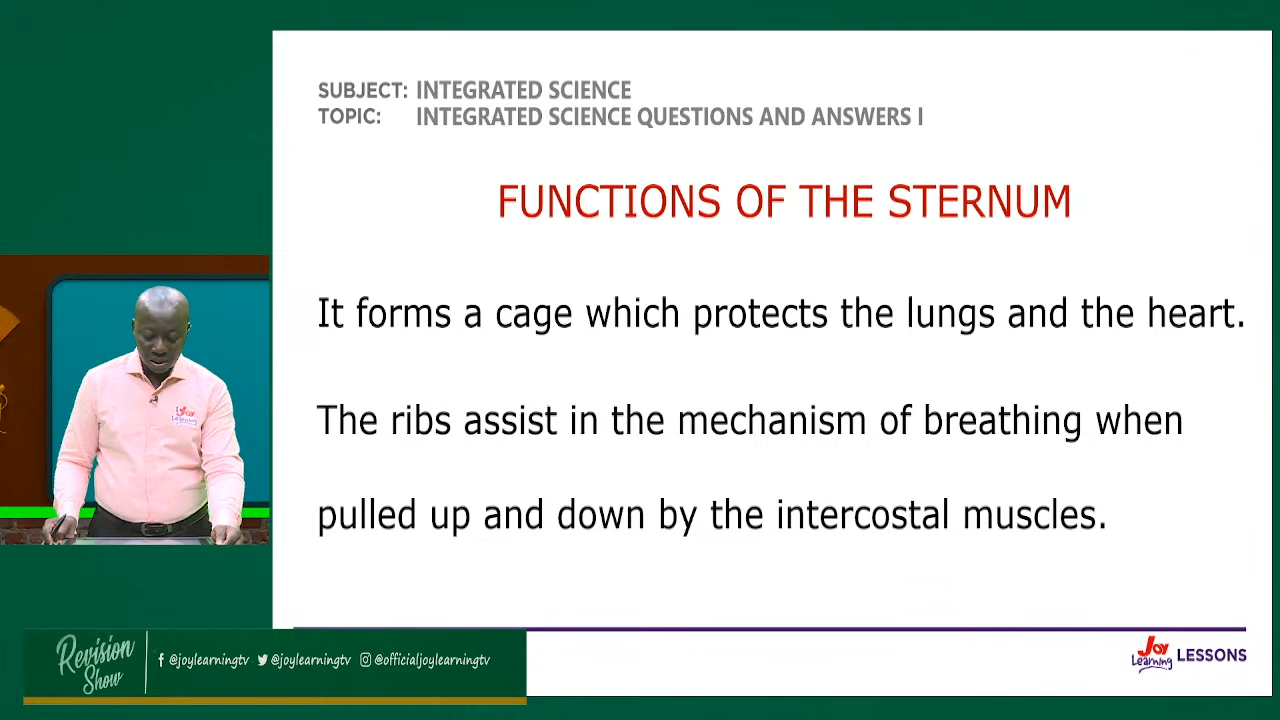 SUBJECT: INTEGRATED SCIENCE
TOPIC: INTEGRATED SCIENCE QUESTIONS AND ANSWERS I
FUNCTIONS OF THE STERNUM
It forms a cage which protects the lungs and the heart.
The ribs assist in the mechanism of breathing when
pulled up and down by the intercostal muscles.
Joy
Learning
Revision
Show
@joylearningtv @joylearningtv @officialjoylearningtv
Joy
Learning LESSONS